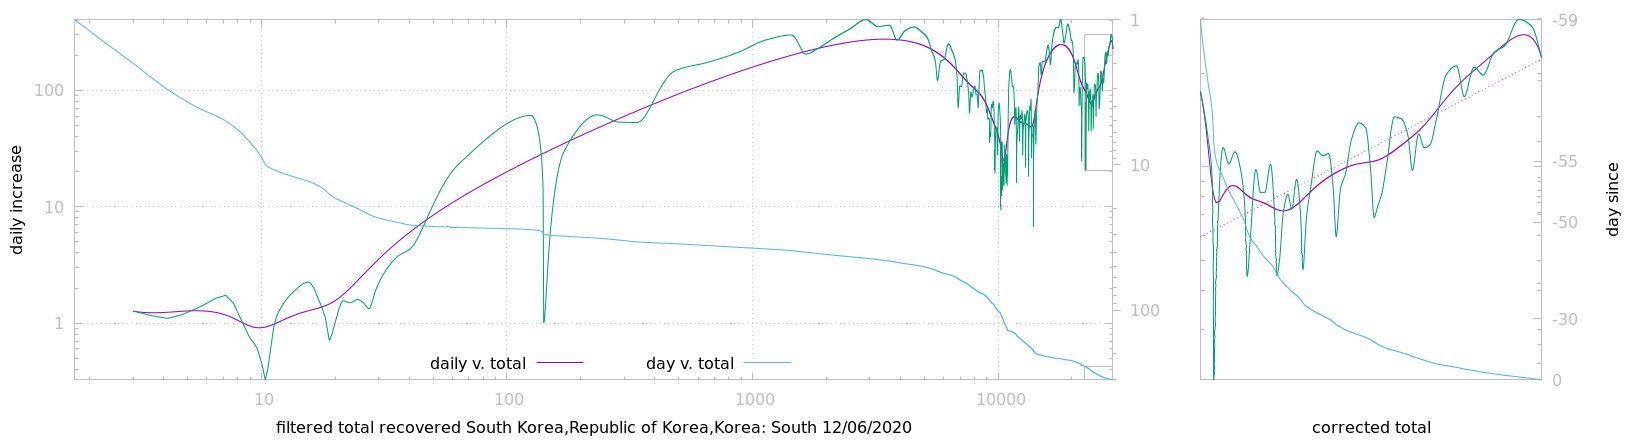 daily increase
100
10
1
1
10
100
daily v. total
day v. total
10
100
1000
10000
filtered total recovered South Korea,Republic of Korea,Korea: South 12/06/2020
-59
-55
-50
-30
0
day since
corrected total